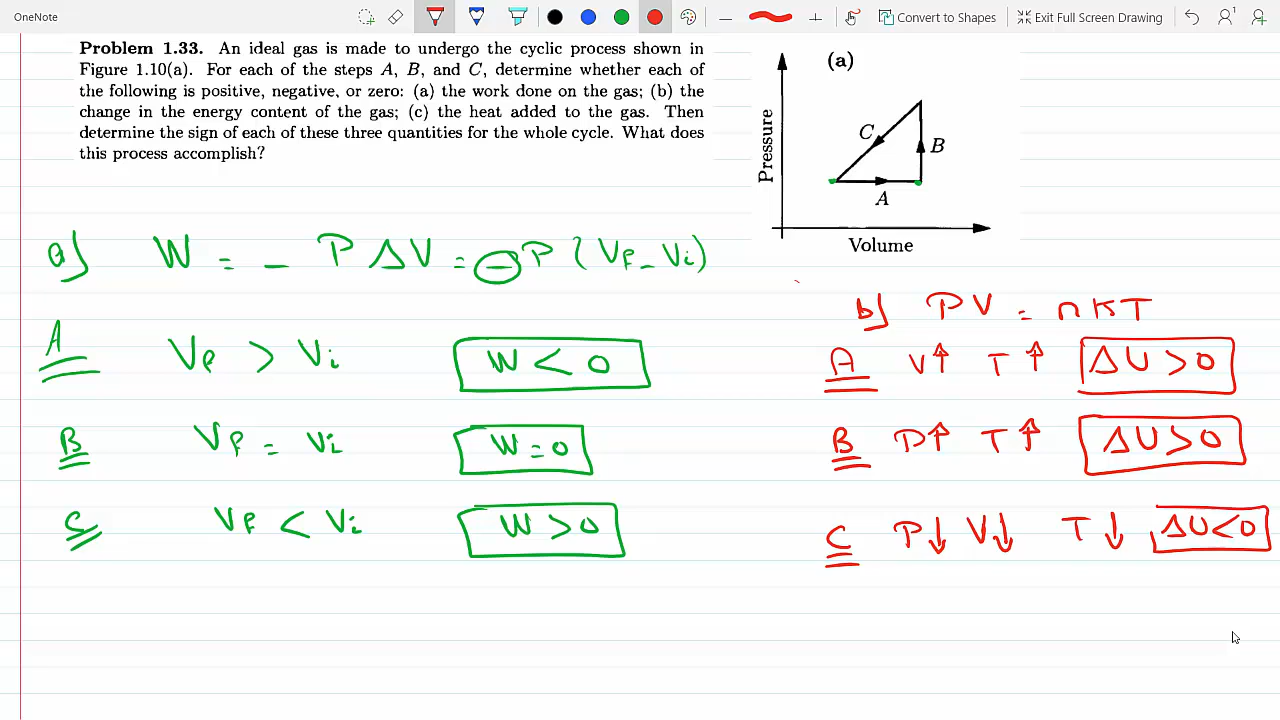 OneNote
Convert to Shapes
Exit Full Screen Drawing
Problem 1.33. An ideal gas is made to undergo the cyclic process shown in
Figure 1.10(a). For each of the steps A, B, and C, determine whether each of
the following is positive, negative, or zero: (a) the work done on the gas; (b) the
change in the energy content of the gas; (c) the heat added to the gas. Then
determine the sign of each of these three quantities for the whole cycle. What does
this process accomplish?
(a)
Pressure
C
B
A
Volume
a) W = - P ΔV = - P (Vf - Vi)
A Vf > Vi W < 0
B Vf = Vi W = 0
C Vf < Vi W > 0
b) PV = nKT
A V↑ T↑ ΔU > 0
B P↑ T↑ ΔU > 0
C P↓ V↓ T↓ ΔU < 0